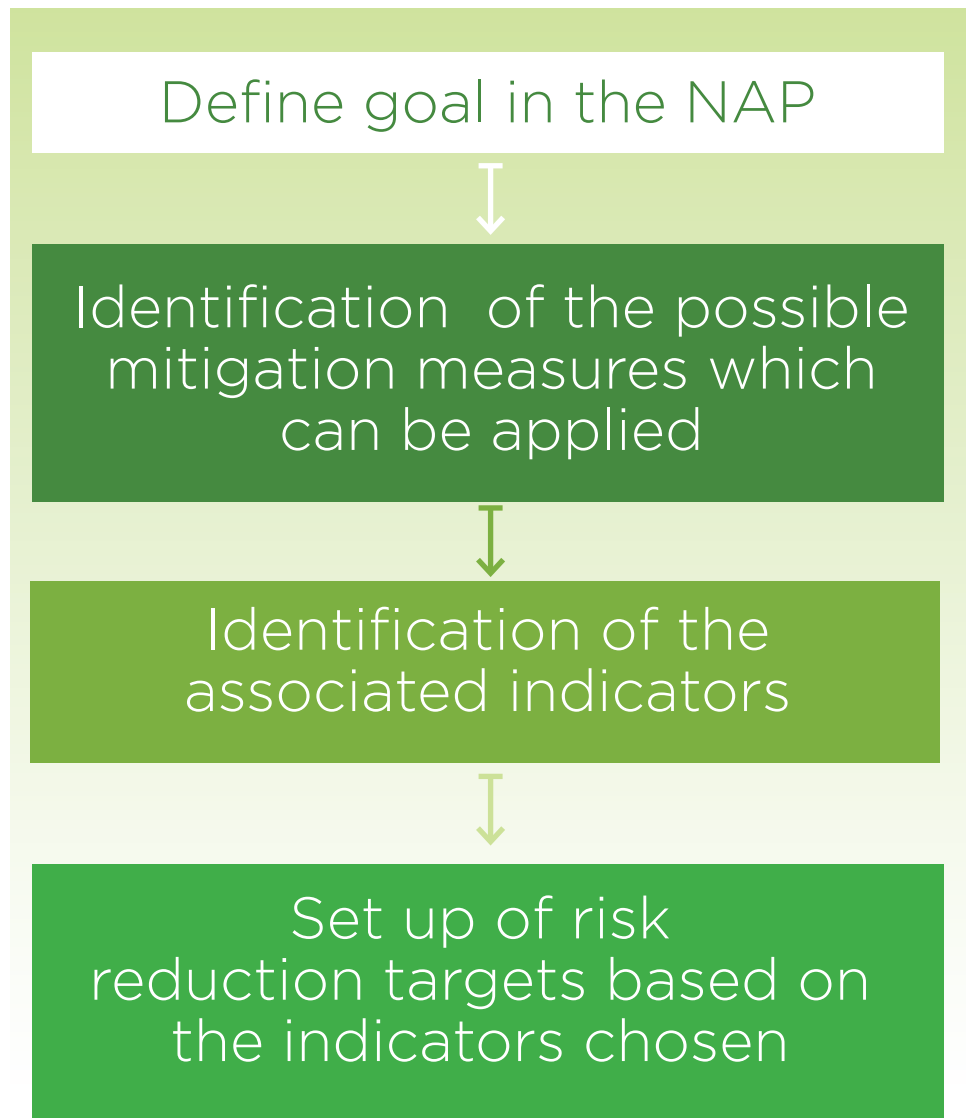 Define goal in the NAP
Identification of the possible
mitigation measures which
can be applied
Identification of the
associated indicators
Set up of risk
reduction targets based on
the indicators chosen